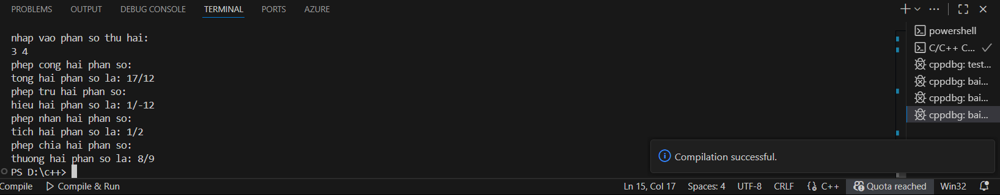 PROBLEMS OUTPUT DEBUG CONSOLE TERMINAL PORTS AZURE
nhap vao phan so thu hai:
3 4
phep cong hai phan so:
tong hai phan so la: 17/12
phep tru hai phan so:
hieu hai phan so la: 1/-12
phep nhan hai phan so:
tich hai phan so la: 1/2
phep chia hai phan so:
thuong hai phan so la: 8/9
PS D:\c++>
powershell
C/C++ C...
cppdbg: test...
cppdbg: bai...
cppdbg: bai...
cppdbg: bai...
Compilation successful.
Compile Compile & Run Ln 15, Col 17 Spaces: 4 UTF-8 CRLF C++ Quota reached Win32